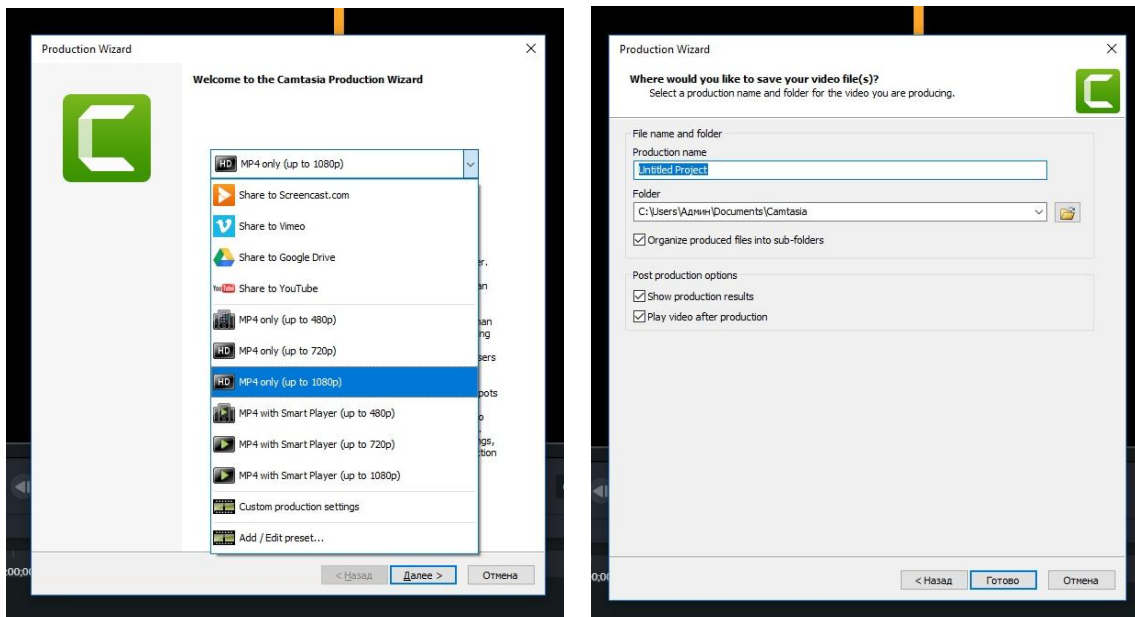 Production Wizard
Welcome to the Camtasia Production Wizard
MP4 only (up to 1080p)
Share to Screencast.com
Share to Vimeo
Share to Google Drive
Share to YouTube
MP4 only (up to 480p)
MP4 only (up to 720p)
MP4 only (up to 1080p)
MP4 with Smart Player (up to 480p)
MP4 with Smart Player (up to 720p)
MP4 with Smart Player (up to 1080p)
Custom production settings
Add / Edit preset...
< Назад Далее > Отмена
Production Wizard
Where would you like to save your video file(s)?
Select a production name and folder for the video you are producing.
File name and folder
Production name
Untitled Project
Folder
C:\Users\Админ\Documents\Camtasia
Organize produced files into sub-folders
Post production options
Show production results
Play video after production
< Назад Готово Отмена